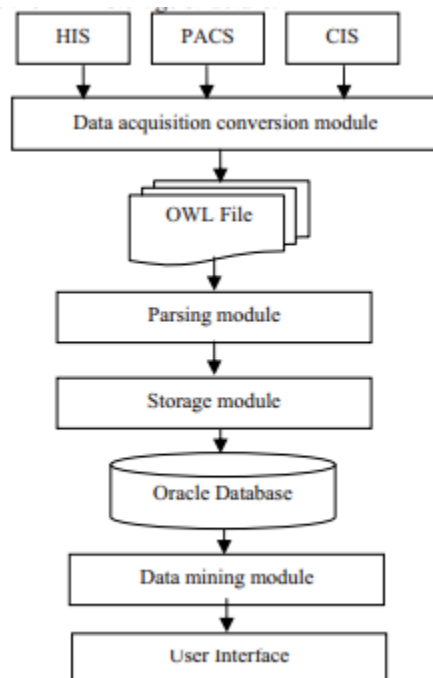 HIS
PACS
CIS
Data acquisition conversion module
OWL File
Parsing module
Storage module
Oracle Database
Data mining module
User Interface